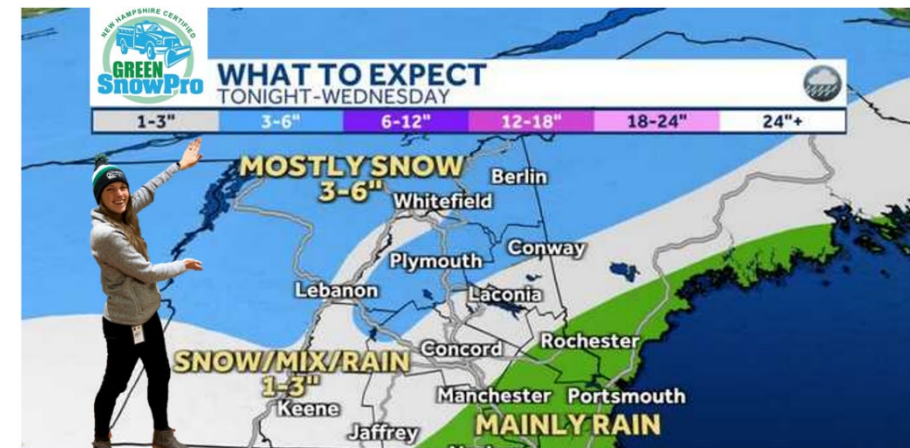 NEW HAMPSHIRE CERTIFIED
GREEN
SnowPro
WHAT TO EXPECT
TONIGHT-WEDNESDAY
1-3" 3-6" 6-12" 12-18" 18-24" 24"+
MOSTLY SNOW
3-6"
Berlin
Whitefield
Conway
Plymouth
Lebanon
Laconia
Rochester
Concord
SNOW/MIX/RAIN
1-3"
Keene
Manchester Portsmouth
Jaffrey
MAINLY RAIN